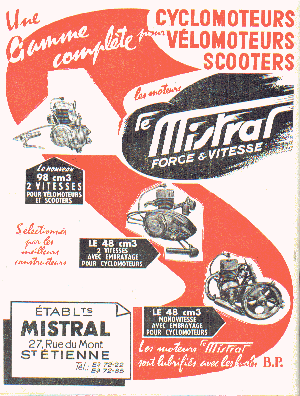 Une
Gamme
complète pour
CYCLOMOTEURS
VÉLOMOTEURS
SCOOTERS
les moteurs
le Mistral
FORCE & VITESSE
Le nouveau
98 cm3
2 VITESSES
POUR VÉLOMOTEURS
ET SCOOTERS
Sélectionnés
par les
meilleurs
constructeurs
LE 48 cm3
2 VITESSES
AVEC EMBRAYAGE
POUR CYCLOMOTEURS
LE 48 cm3
MONOVITESSE
AVEC EMBRAYAGE
POUR CYCLOMOTEURS
ÉTABLTS
MISTRAL
27, Rue du Mont
ST ÉTIENNE
Tél.
Les moteurs le Mistral
sont lubrifiés avec les huiles B.P.